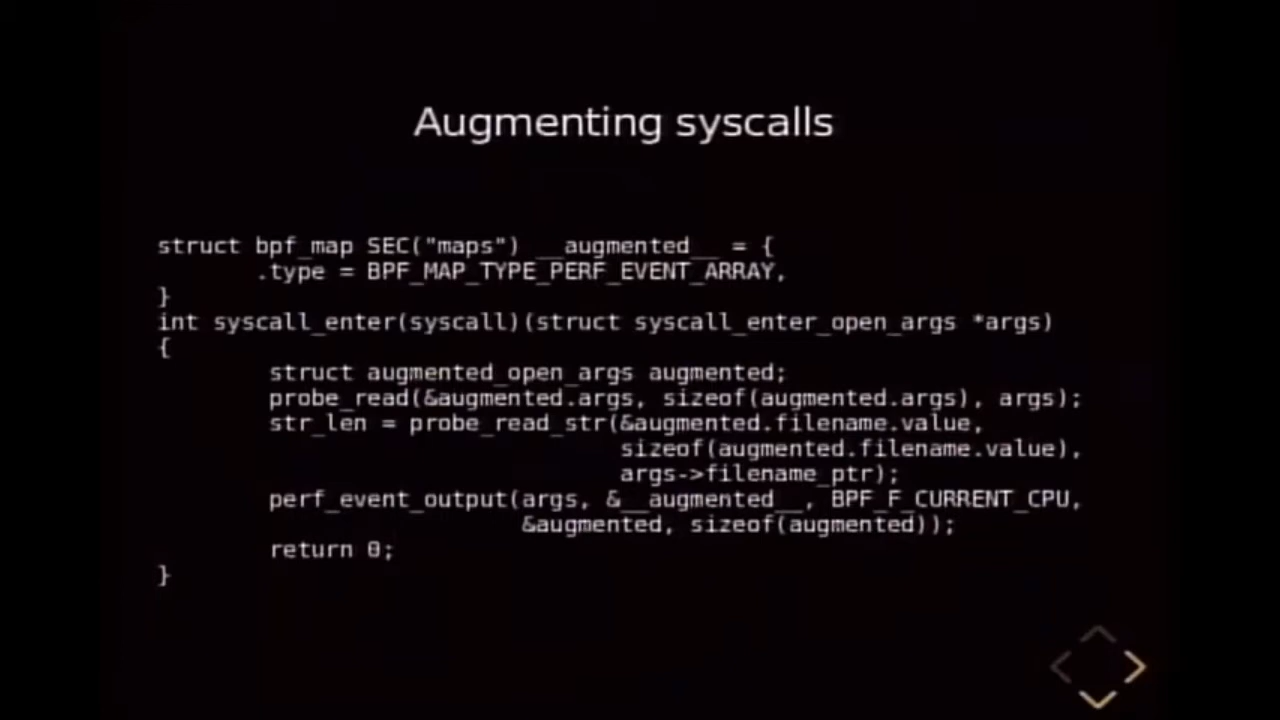 Augmenting syscalls
struct bpf_map SEC("maps") __augmented__ = {
        .type = BPF_MAP_TYPE_PERF_EVENT_ARRAY,
}
int syscall_enter(syscall)(struct syscall_enter_open_args *args)
{
        struct augmented_open_args augmented;
        probe_read(&augmented.args, sizeof(augmented.args), args);
        str_len = probe_read_str(&augmented.filename.value,
                                 sizeof(augmented.filename.value),
                                 args->filename_ptr);
        perf_event_output(args, &__augmented__, BPF_F_CURRENT_CPU,
                          &augmented, sizeof(augmented));
        return 0;
}